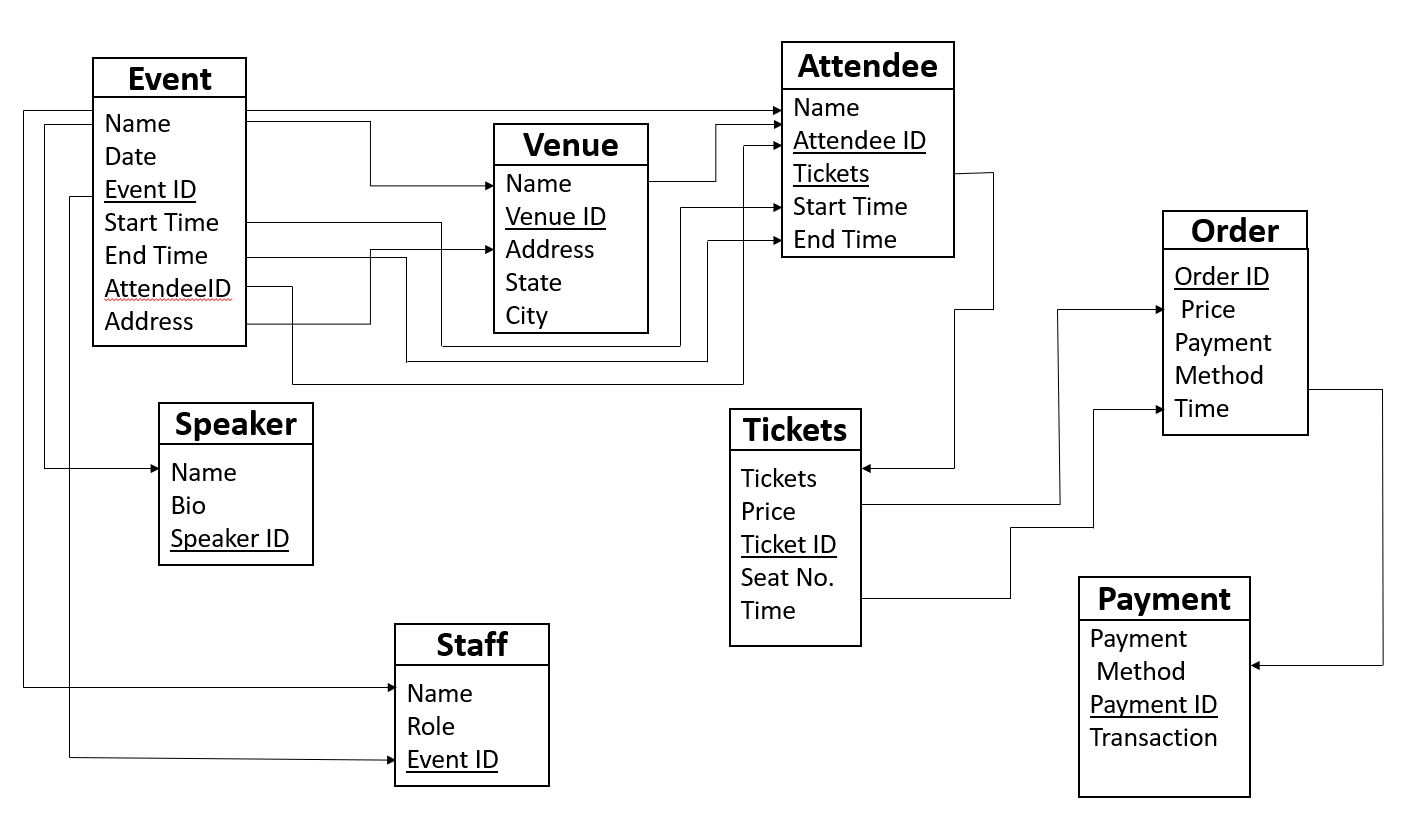 Event
Name
Date
Event ID
Start Time
End Time
AttendeeID
Address
Venue
Name
Venue ID
Address
State
City
Attendee
Name
Attendee ID
Tickets
Start Time
End Time
Order
Order ID
Price
Payment
Method
Time
Speaker
Name
Bio
Speaker ID
Tickets
Tickets
Price
Ticket ID
Seat No.
Time
Staff
Name
Role
Event ID
Payment
Payment
Method
Payment ID
Transaction